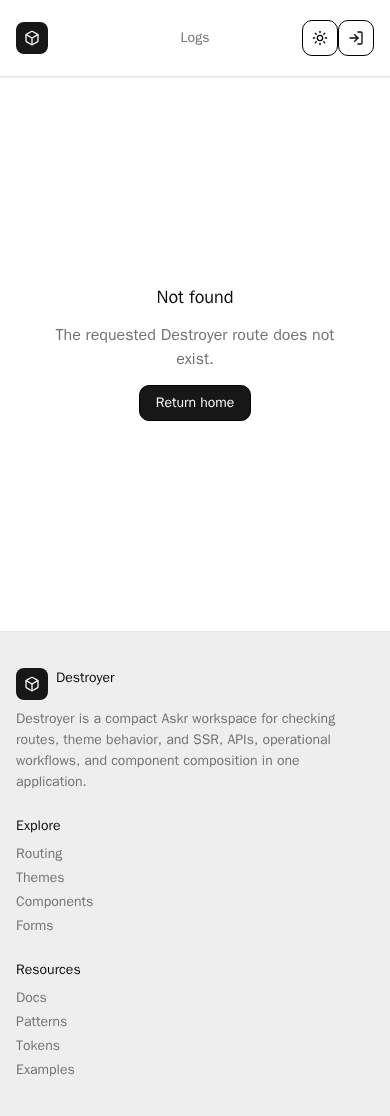 Logs
Not found
The requested Destroyer route does not
exist.
Return home
Destroyer
Destroyer is a compact Askr workspace for checking
routes, theme behavior, and SSR, APIs, operational
workflows, and component composition in one
application.
Explore
Routing
Themes
Components
Forms
Resources
Docs
Patterns
Tokens
Examples